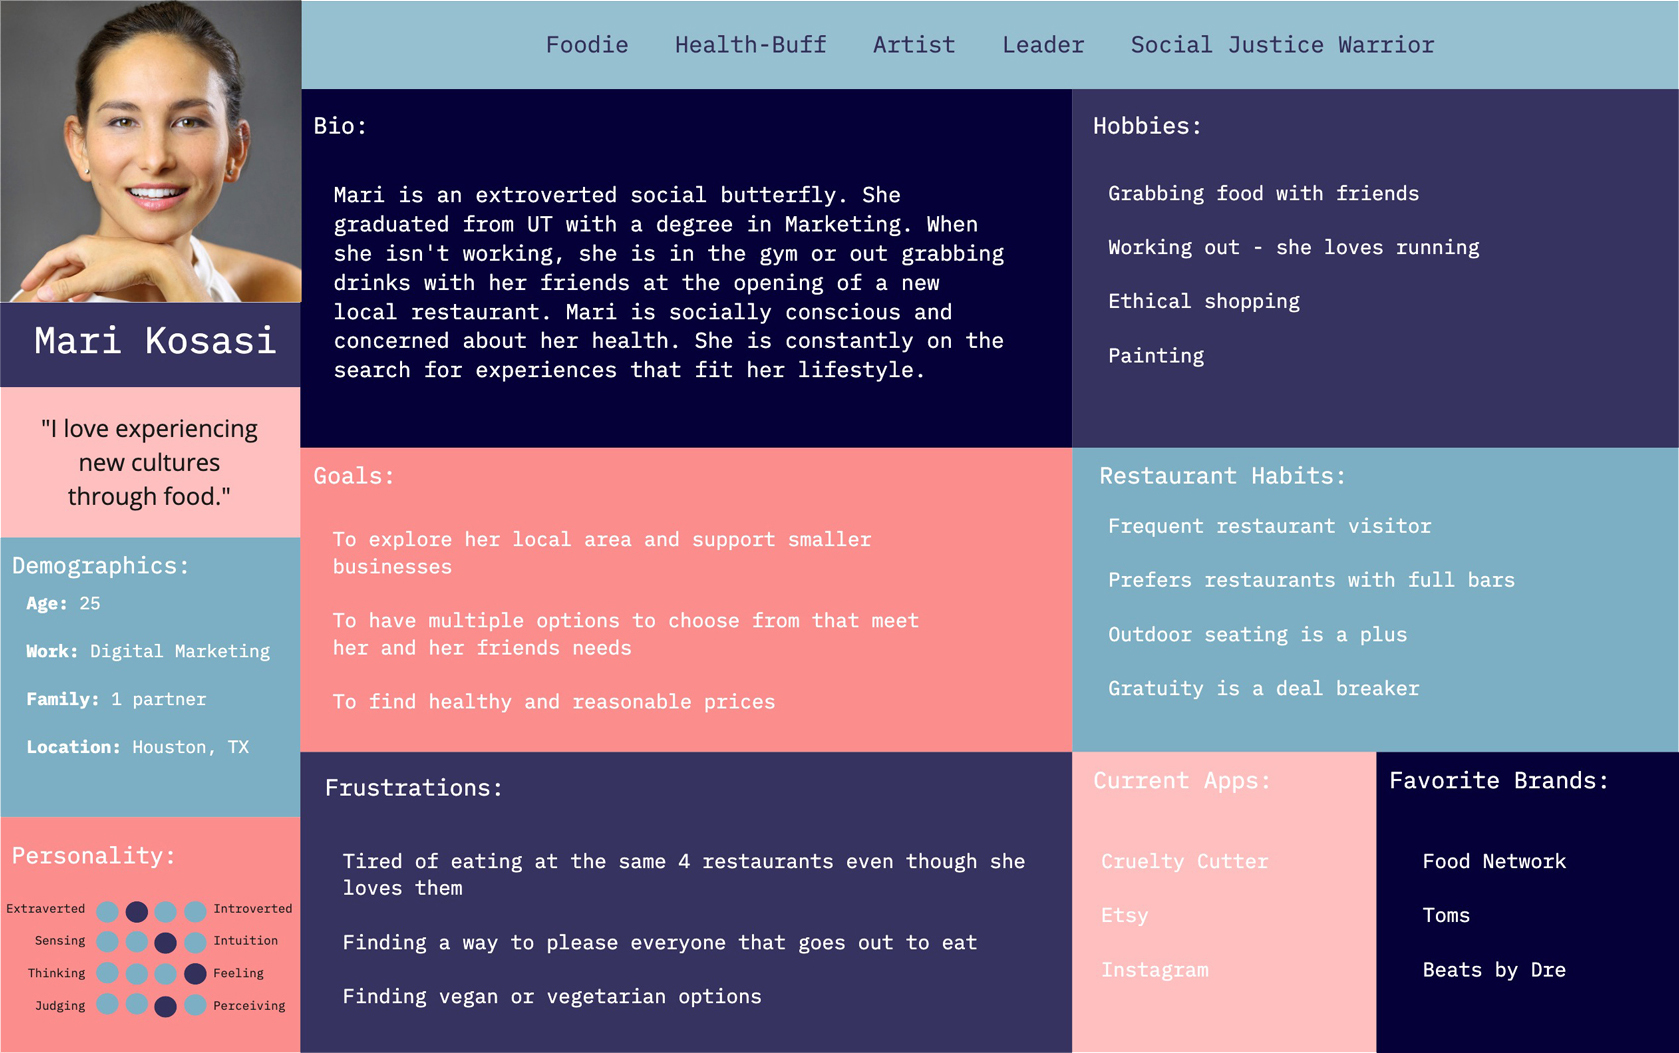 Foodie Health-Buff Artist Leader Social Justice Warrior
Mari Kosasi
"I love experiencing
new cultures
through food."
Demographics:
Age: 25
Work: Digital Marketing
Family: 1 partner
Location: Houston, TX
Personality:
Extraverted Introverted
Sensing Intuition
Thinking Feeling
Judging Perceiving
Bio:
Mari is an extroverted social butterfly. She
graduated from UT with a degree in Marketing. When
she isn't working, she is in the gym or out grabbing
drinks with her friends at the opening of a new
local restaurant. Mari is socially conscious and
concerned about her health. She is constantly on the
search for experiences that fit her lifestyle.
Hobbies:
Grabbing food with friends
Working out - she loves running
Ethical shopping
Painting
Goals:
To explore her local area and support smaller
businesses
To have multiple options to choose from that meet
her and her friends needs
To find healthy and reasonable prices
Restaurant Habits:
Frequent restaurant visitor
Prefers restaurants with full bars
Outdoor seating is a plus
Gratuity is a deal breaker
Frustrations:
Tired of eating at the same 4 restaurants even though she
loves them
Finding a way to please everyone that goes out to eat
Finding vegan or vegetarian options
Current Apps:
Cruelty Cutter
Etsy
Instagram
Favorite Brands:
Food Network
Toms
Beats by Dre